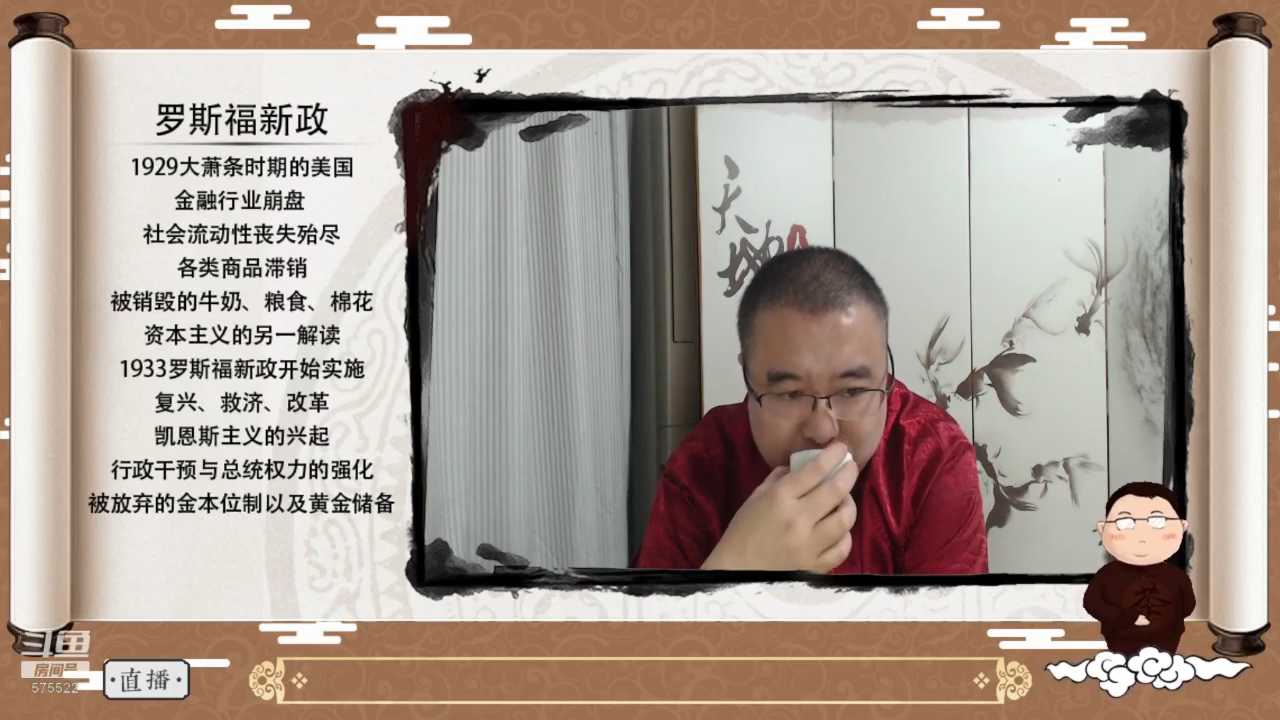 罗斯福新政
1929大萧条时期的美国
金融行业崩盘
社会流动性丧失殆尽
各类商品滞销
被销毁的牛奶、粮食、棉花
资本主义的另一解读
1933罗斯福新政开始实施
复兴、救济、改革
凯恩斯主义的兴起
行政干预与总统权力的强化
被放弃的金本位制以及黄金储备
天
地
茶
斗鱼
房间号
575522
·直播·